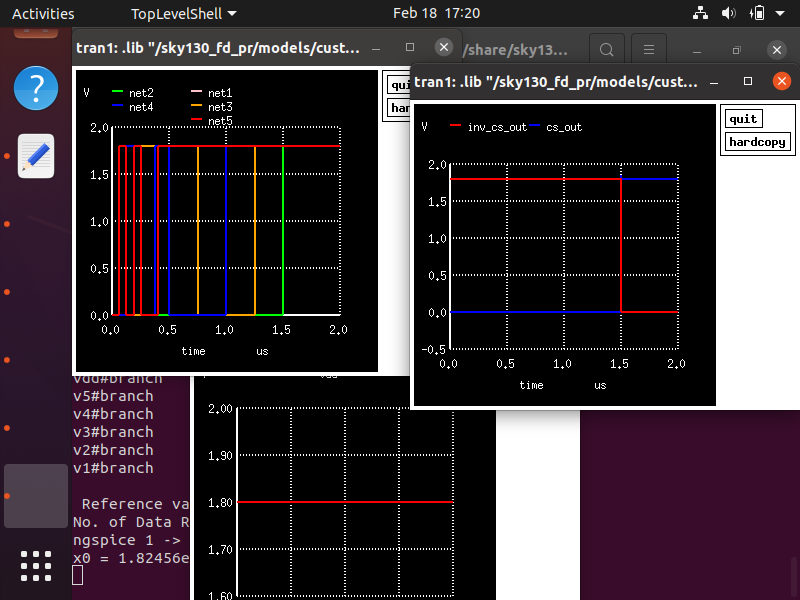 Activities TopLevelShell Feb 18 17:20
tran1: .lib "/sky130_fd_pr/models/cust…
/share/sky13…
V net2 net1
net4 net3
net5
2.0
1.5
1.0
0.5
0.0
0.0 0.5 1.0 1.5 2.0
time us
tran1: .lib "/sky130_fd_pr/models/cust…
V inv_cs_out cs_out
quit
hardcopy
2.0
1.5
1.0
0.5
0.0
-0.5
0.0 0.5 1.0 1.5 2.0
time us
v5#branch
v4#branch
v3#branch
v2#branch
v1#branch
Reference va
No. of Data R
ngspice 1 ->
x0 = 1.82456e
2.00
1.90
1.80
1.70
1.60